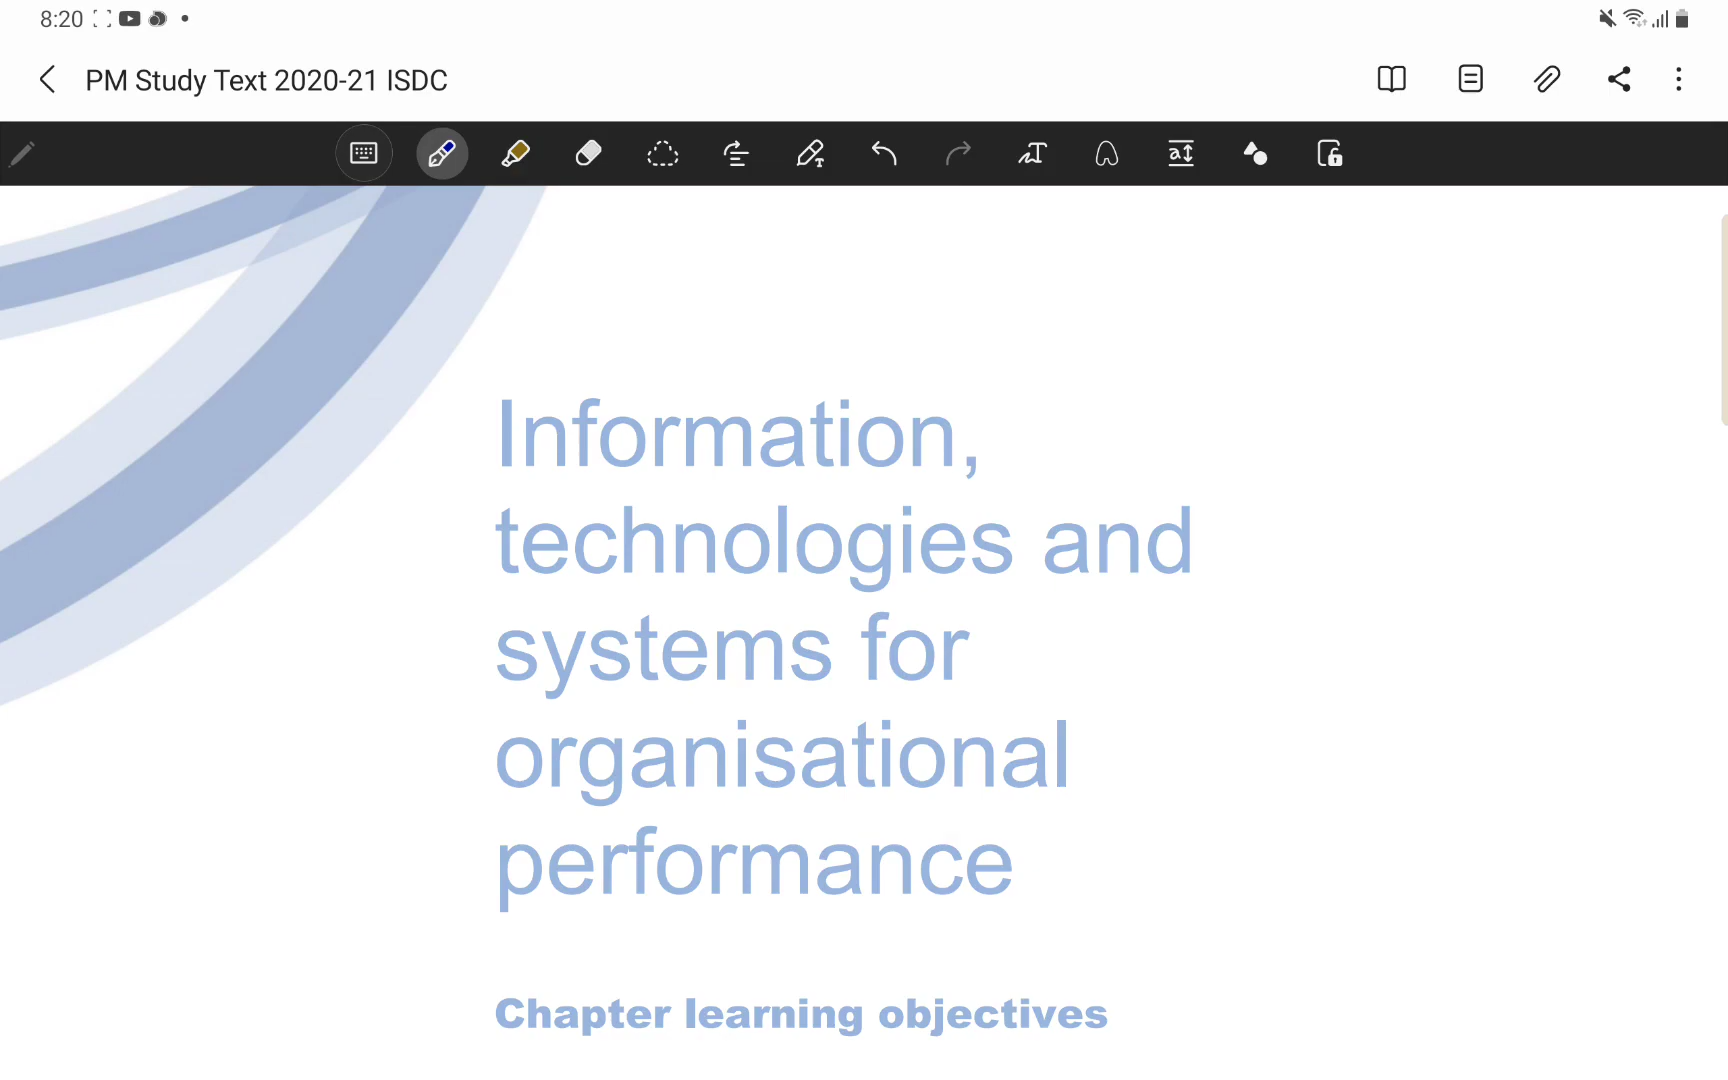 8:20
PM Study Text 2020-21 ISDC
Information,
technologies and
systems for
organisational
performance
Chapter learning objectives